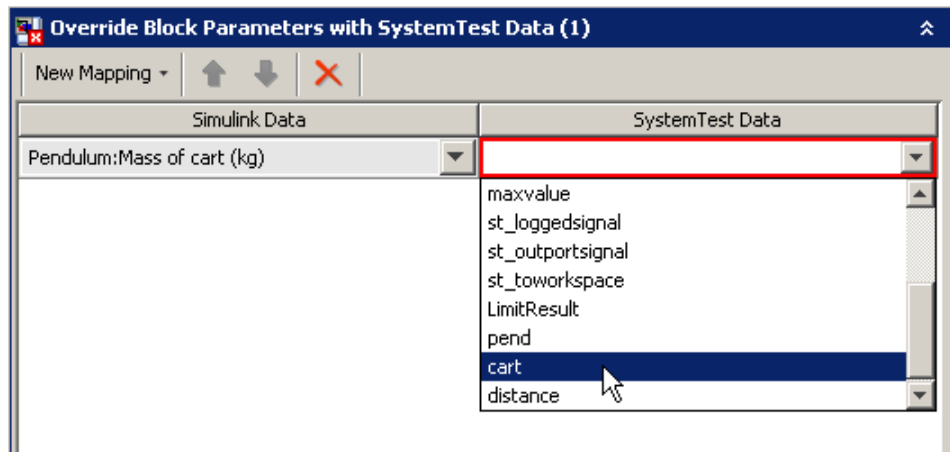 Override Block Parameters with SystemTest Data (1)
New Mapping
Simulink Data
SystemTest Data
Pendulum:Mass of cart (kg)
maxvalue
st_loggedsignal
st_outportsignal
st_toworkspace
LimitResult
pend
cart
distance